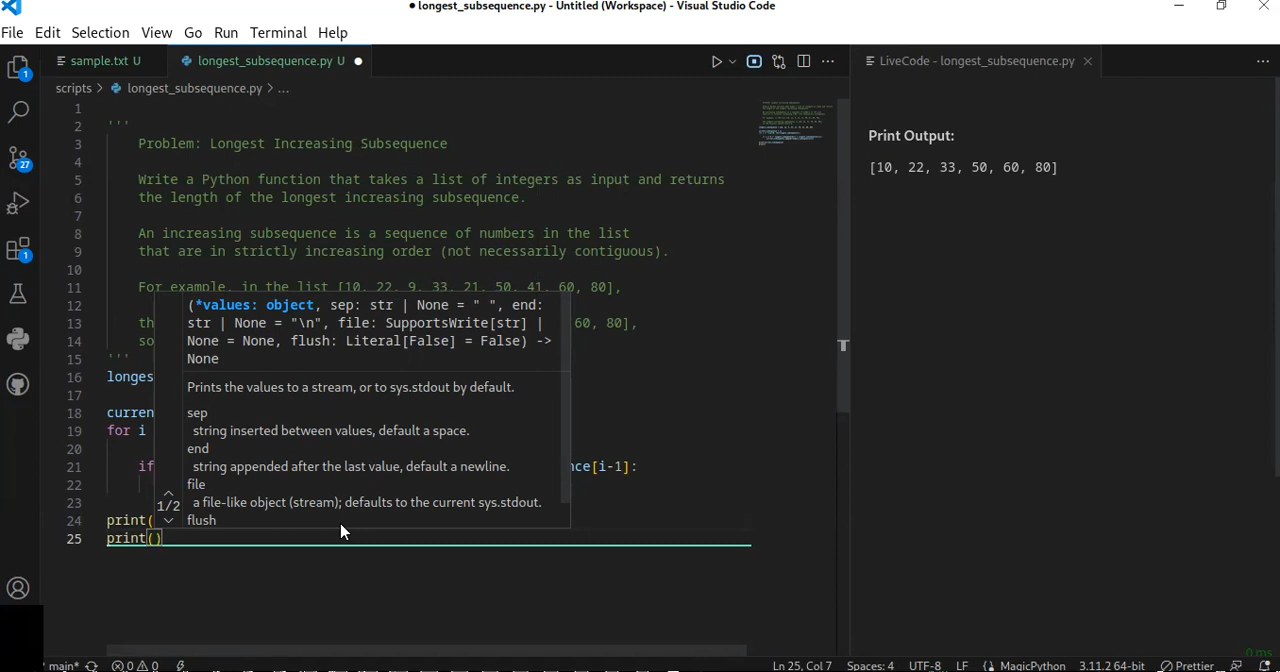 ● longest_subsequence.py - Untitled (Workspace) - Visual Studio Code
File Edit Selection View Go Run Terminal Help
sample.txt U longest_subsequence.py U ●
LiveCode - longest_subsequence.py
scripts > longest_subsequence.py > ...
1
2 '''
3 Problem: Longest Increasing Subsequence
4
5 Write a Python function that takes a list of integers as input and returns
6 the length of the longest increasing subsequence.
7
8 An increasing subsequence is a sequence of numbers in the list
9 that are in strictly increasing order (not necessarily contiguous).
10
11 For example, in the list [10, 22, 9, 33, 21, 50, 41, 60, 80],
12
13 th 60, 80],
14 so
15 '''
16 longes
17
18 curren
19 for i
20
21 if nce[i-1]:
22
23
24 print(
25 print()
(*values: object, sep: str | None = " ", end:
str | None = "\n", file: SupportsWrite[str] |
None = None, flush: Literal[False] = False) ->
None
Prints the values to a stream, or to sys.stdout by default.
sep
string inserted between values, default a space.
end
string appended after the last value, default a newline.
file
a file-like object (stream); defaults to the current sys.stdout.
flush
1/2
Print Output:
[10, 22, 33, 50, 60, 80]
1
27
1
0 ms
main* 0 0 Ln 25, Col 7 Spaces: 4 UTF-8 LF MagicPython 3.11.2 64-bit Prettier